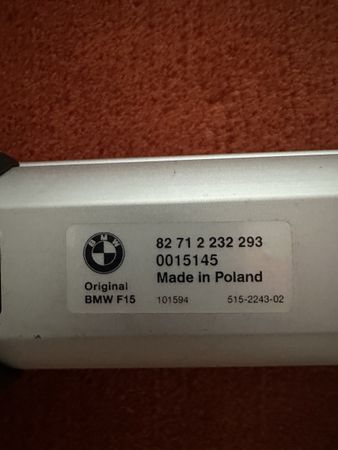 BMW
82 71 2 232 293
0015145
Made in Poland
Original
BMW F15
101594
515-2243-02